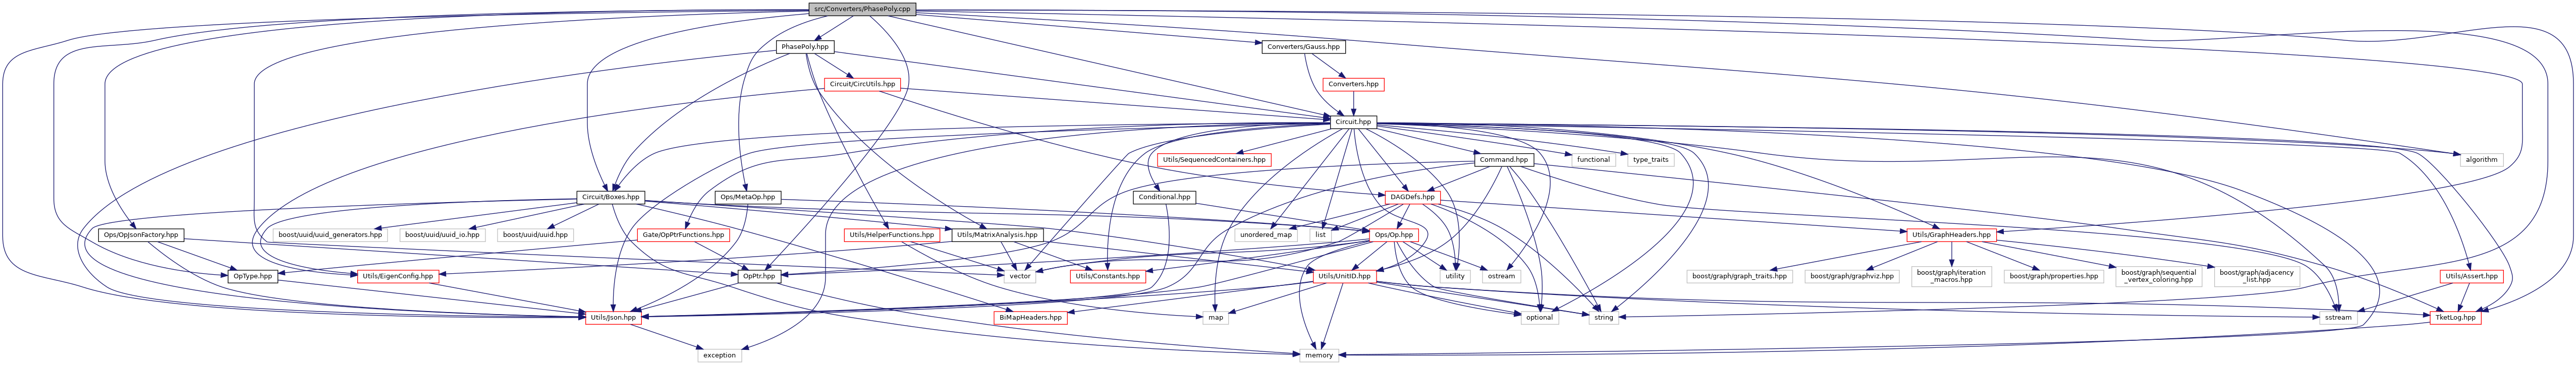 src/Converters/PhasePoly.cpp
PhasePoly.hpp
Converters/Gauss.hpp
Circuit/CircUtils.hpp
Converters.hpp
Circuit.hpp
Utils/SequencedContainers.hpp
Command.hpp
functional
type_traits
algorithm
Circuit/Boxes.hpp
Ops/MetaOp.hpp
Conditional.hpp
DAGDefs.hpp
Ops/OpJsonFactory.hpp
boost/uuid/uuid_generators.hpp
boost/uuid/uuid_io.hpp
boost/uuid/uuid.hpp
Gate/OpPtrFunctions.hpp
Utils/HelperFunctions.hpp
Utils/MatrixAnalysis.hpp
unordered_map
list
Ops/Op.hpp
Utils/GraphHeaders.hpp
OpType.hpp
Utils/EigenConfig.hpp
OpPtr.hpp
vector
Utils/Constants.hpp
Utils/UnitID.hpp
utility
ostream
boost/graph/graph_traits.hpp
boost/graph/graphviz.hpp
boost/graph/iteration
_macros.hpp
boost/graph/properties.hpp
boost/graph/sequential
_vertex_coloring.hpp
boost/graph/adjacency
_list.hpp
Utils/Assert.hpp
Utils/Json.hpp
BiMapHeaders.hpp
map
optional
string
sstream
TketLog.hpp
exception
memory